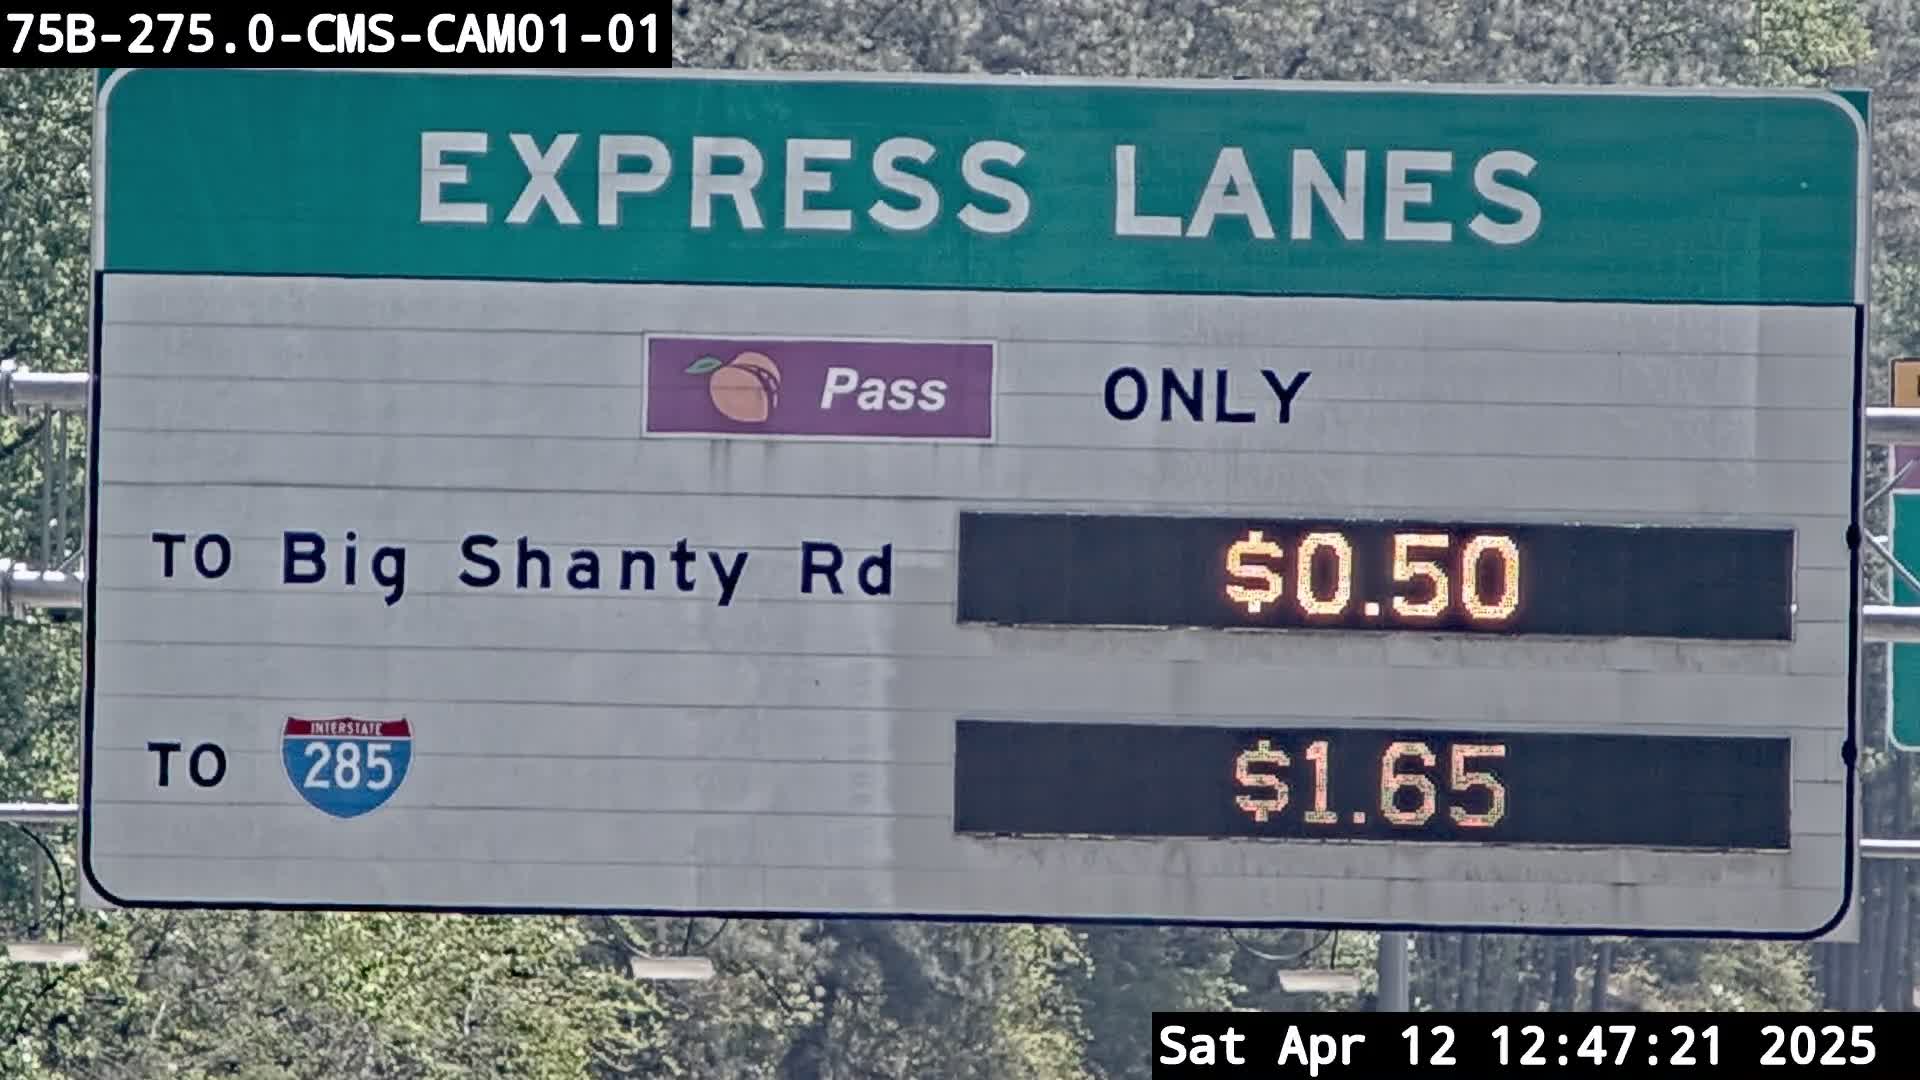 75B-275.0-CMS-CAM01-01
EXPRESS LANES
Pass ONLY
TO Big Shanty Rd $0.50
TO INTERSTATE 285 $1.65
Sat Apr 12 12:47:21 2025